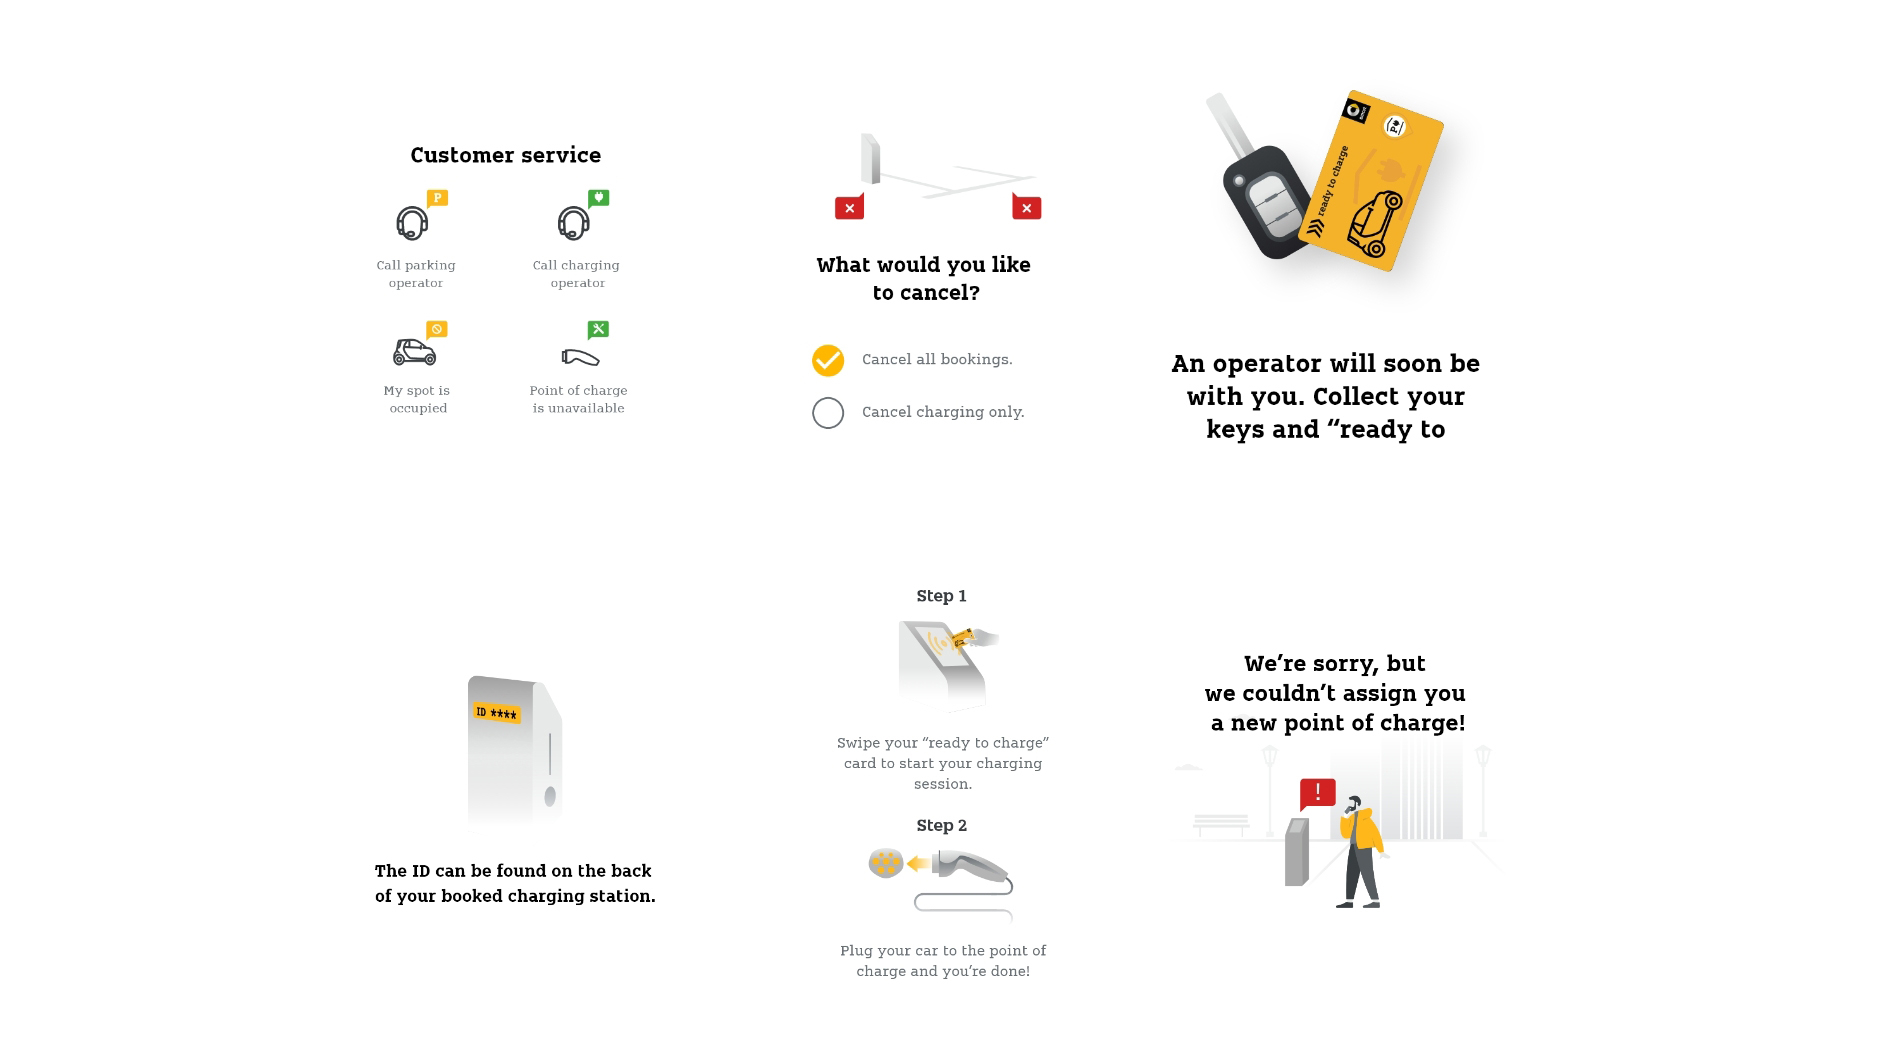 Customer service
P
Call parking
operator
Call charging
operator
My spot is
occupied
Point of charge
is unavailable
What would you like
to cancel?
Cancel all bookings.
Cancel charging only.
ready to charge
P
An operator will soon be
with you. Collect your
keys and “ready to
ID ****
The ID can be found on the back
of your booked charging station.
Step 1
Swipe your “ready to charge”
card to start your charging
session.
Step 2
Plug your car to the point of
charge and you’re done!
We’re sorry, but
we couldn’t assign you
a new point of charge!
!